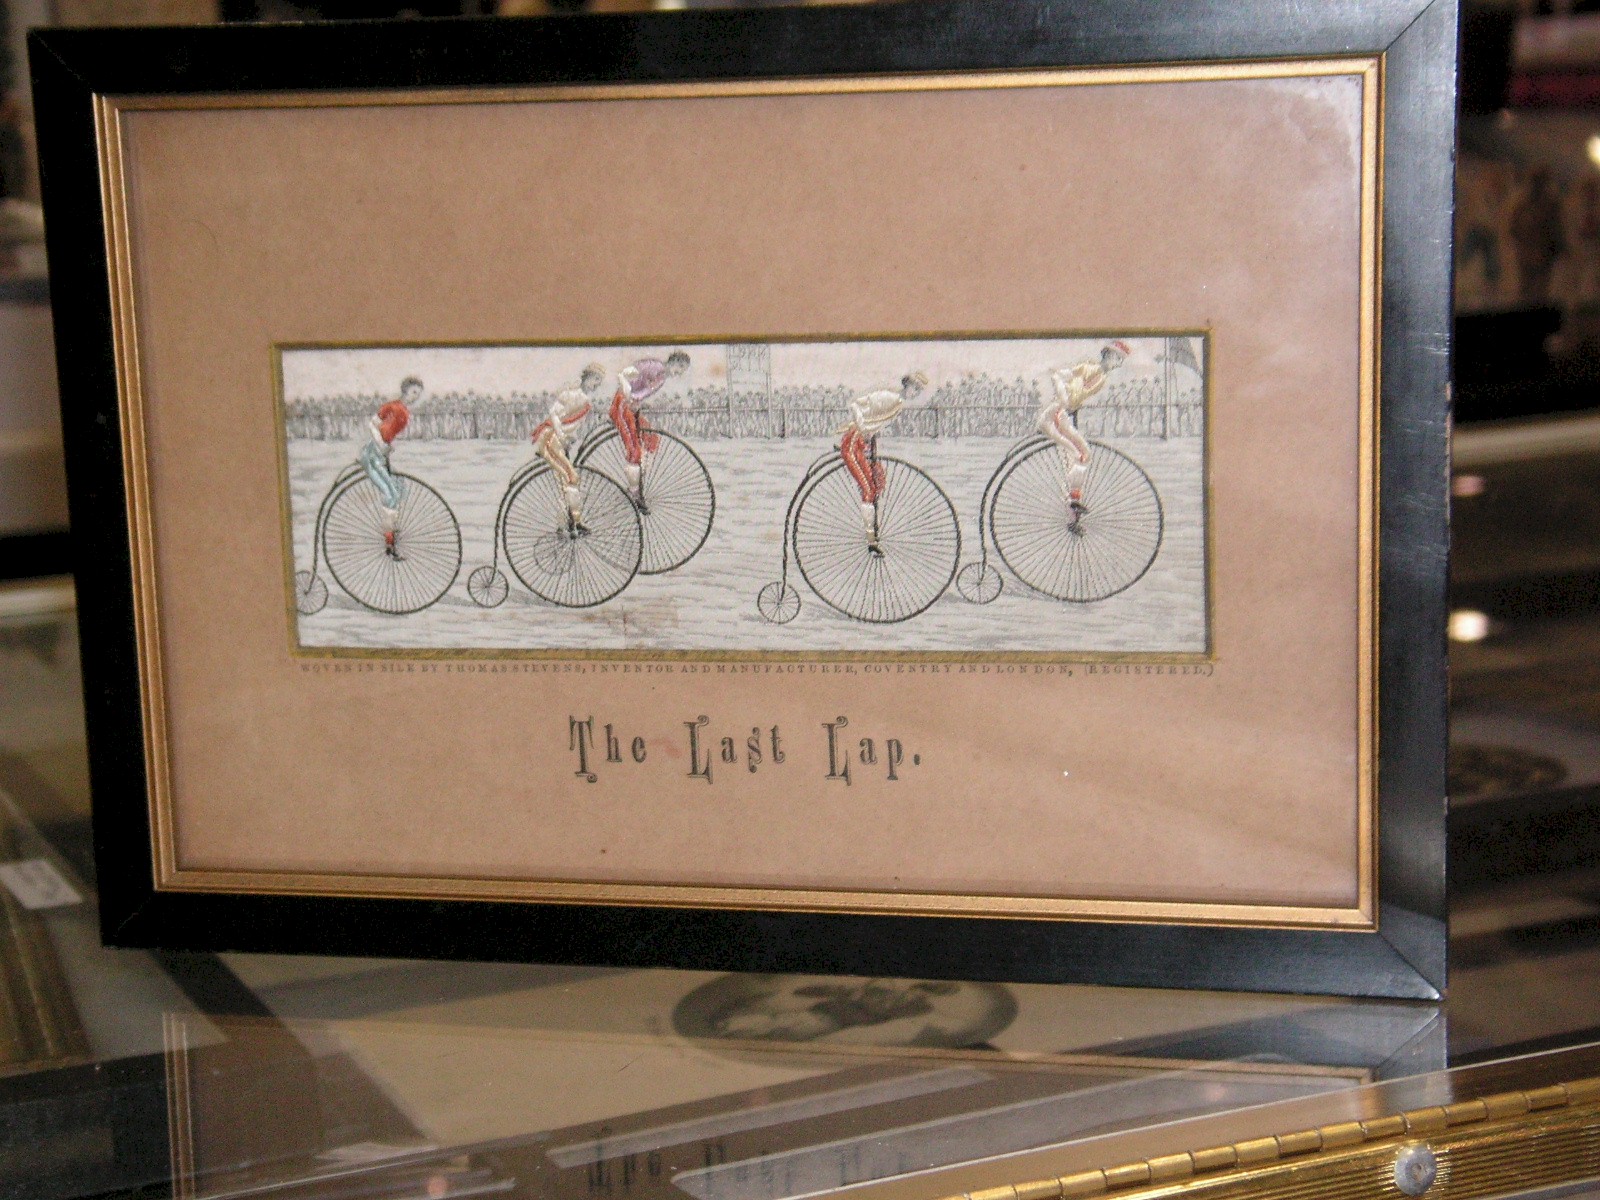 WOVEN IN SILK BY THOMAS STEVENS, INVENTOR AND MANUFACTURER, COVENTRY AND LONDON, (REGISTERED.)
The Last Lap.